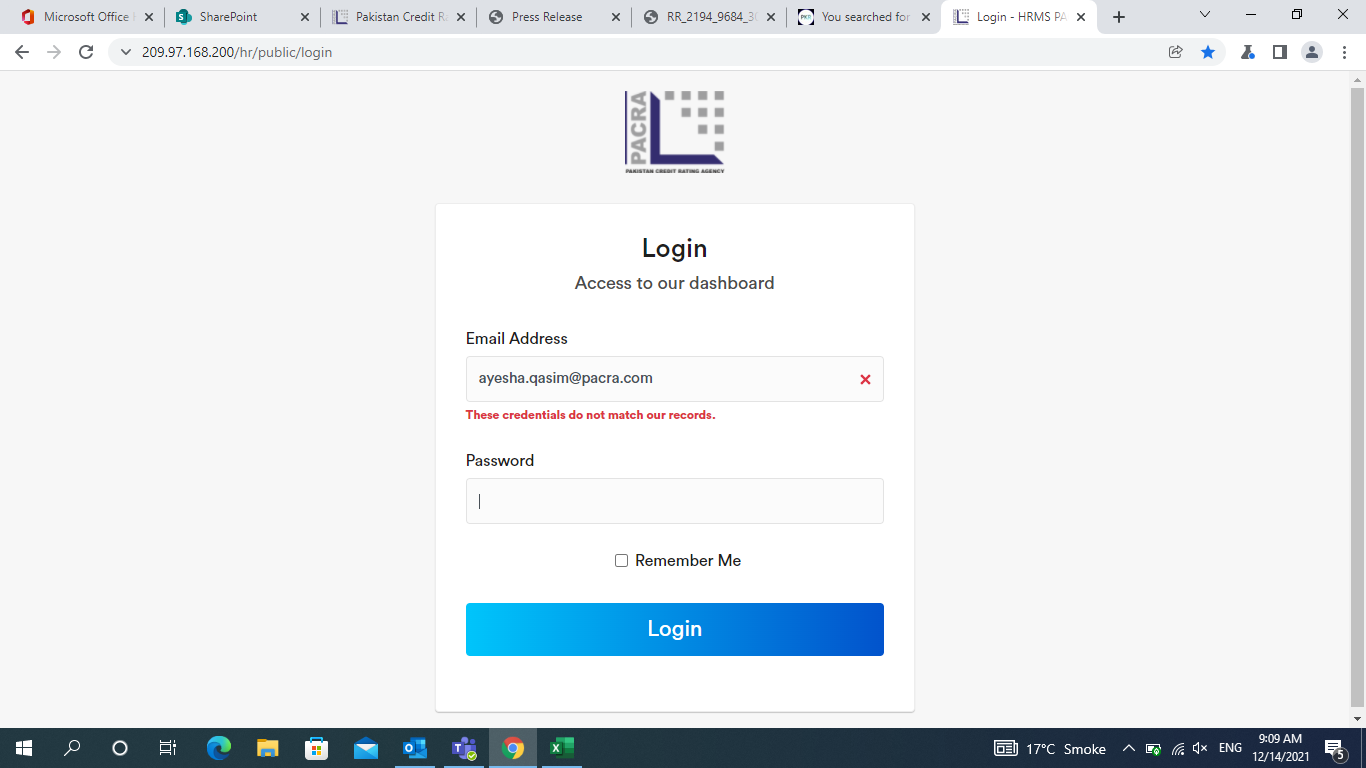 Microsoft Office
SharePoint
Pakistan Credit R
Press Release
RR_2194_9684_30
You searched for
Login - HRMS PA
209.97.168.200/hr/public/login
PACRA
PAKISTAN CREDIT RATING AGENCY
Login
Access to our dashboard
Email Address
ayesha.qasim@pacra.com
These credentials do not match our records.
Password
Remember Me
Login
17°C Smoke
ENG
9:09 AM
12/14/2021
5